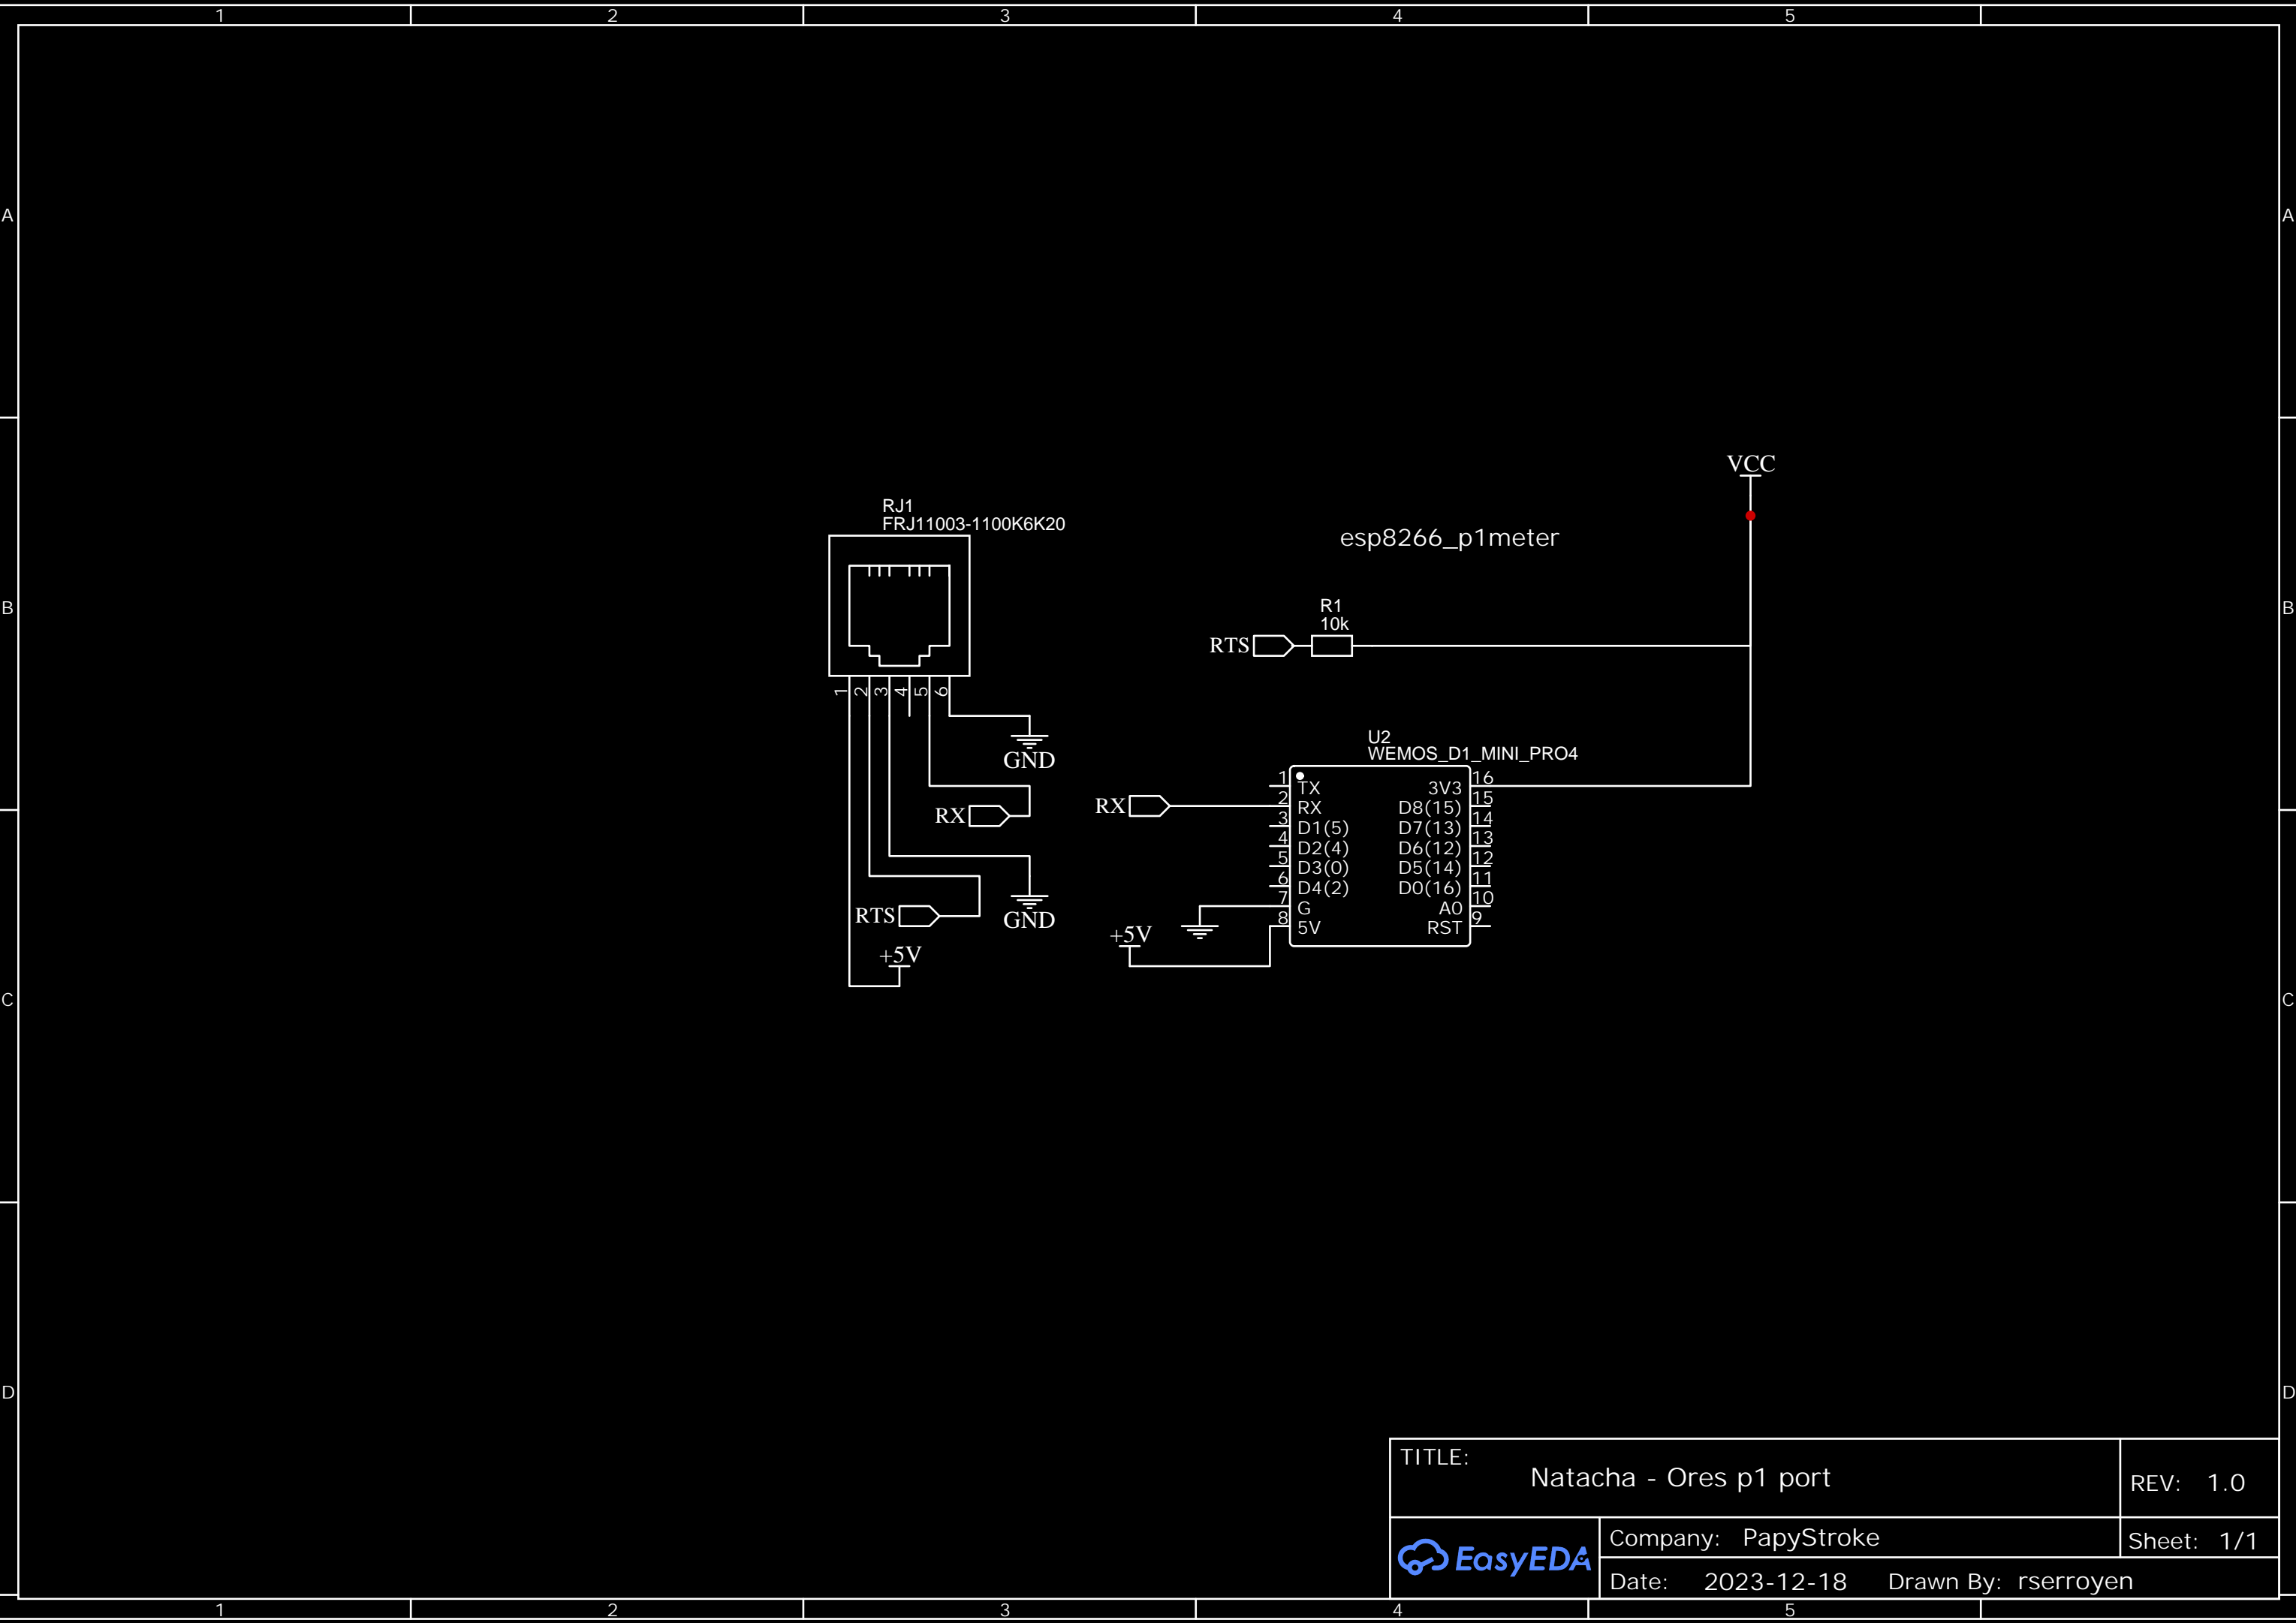 1 2 3 4 5
A A
VCC
RJ1
FRJ11003-1100K6K20
esp8266_p1meter
B B
R1
10k
RTS
1 2 3 4 5 6
GND
U2
WEMOS_D1_MINI_PRO4
1 TX 3V3 16
2 RX D8(15) 15
3 D1(5) D7(13) 14
4 D2(4) D6(12) 13
5 D3(0) D5(14) 12
6 D4(2) D0(16) 11
7 G A0 10
8 5V RST 9
RX
RX
RTS
GND
+5V
+5V
C C
D D
TITLE:
Natacha - Ores p1 port
REV: 1.0
EasyEDA
Company: PapyStroke
Sheet: 1/1
Date: 2023-12-18 Drawn By: rserroyen
1 2 3 4 5